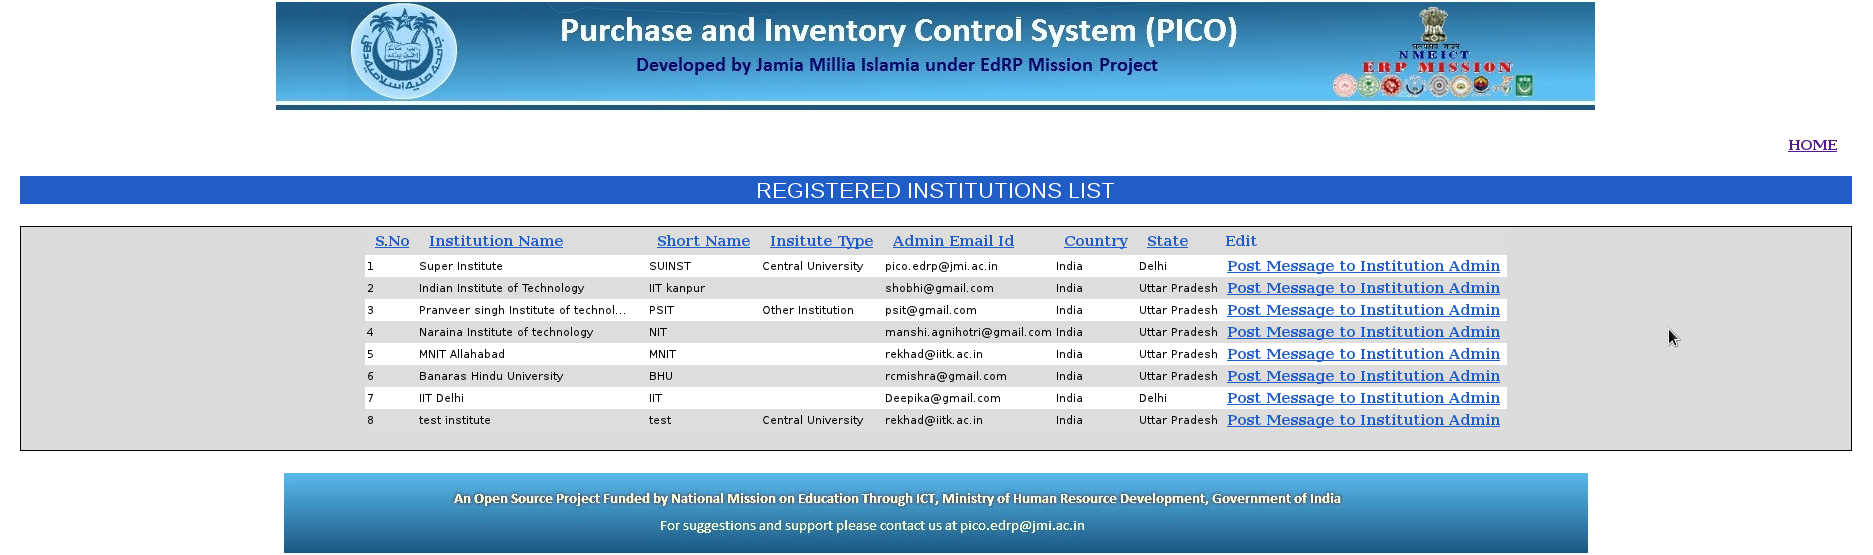 Purchase and Inventory Control System (PICO)
Developed by Jamia Millia Islamia under EdRP Mission Project
NMEICT
ERP MISSION
HOME
REGISTERED INSTITUTIONS LIST
S.No Institution Name Short Name Insitute Type Admin Email Id Country State Edit
1 Super Institute SUINST Central University pico.edrp@jmi.ac.in India Delhi Post Message to Institution Admin
2 Indian Institute of Technology IIT kanpur shobhi@gmail.com India Uttar Pradesh Post Message to Institution Admin
3 Pranveer singh Institute of technol... PSIT Other Institution psit@gmail.com India Uttar Pradesh Post Message to Institution Admin
4 Naraina Institute of technology NIT manshi.agnihotri@gmail.com India Uttar Pradesh Post Message to Institution Admin
5 MNIT Allahabad MNIT rekhad@iitk.ac.in India Uttar Pradesh Post Message to Institution Admin
6 Banaras Hindu University BHU rcmishra@gmail.com India Uttar Pradesh Post Message to Institution Admin
7 IIT Delhi IIT Deepika@gmail.com India Delhi Post Message to Institution Admin
8 test institute test Central University rekhad@iitk.ac.in India Uttar Pradesh Post Message to Institution Admin
An Open Source Project Funded by National Mission on Education Through ICT, Ministry of Human Resource Development, Government of India
For suggestions and support please contact us at pico.edrp@jmi.ac.in